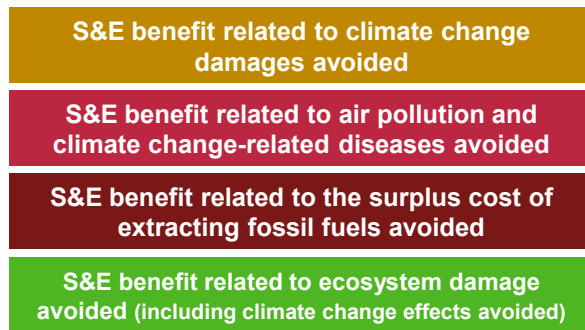 S&E benefit related to climate change
damages avoided
S&E benefit related to air pollution and
climate change-related diseases avoided
S&E benefit related to the surplus cost of
extracting fossil fuels avoided
S&E benefit related to ecosystem damage
avoided (including climate change effects avoided)